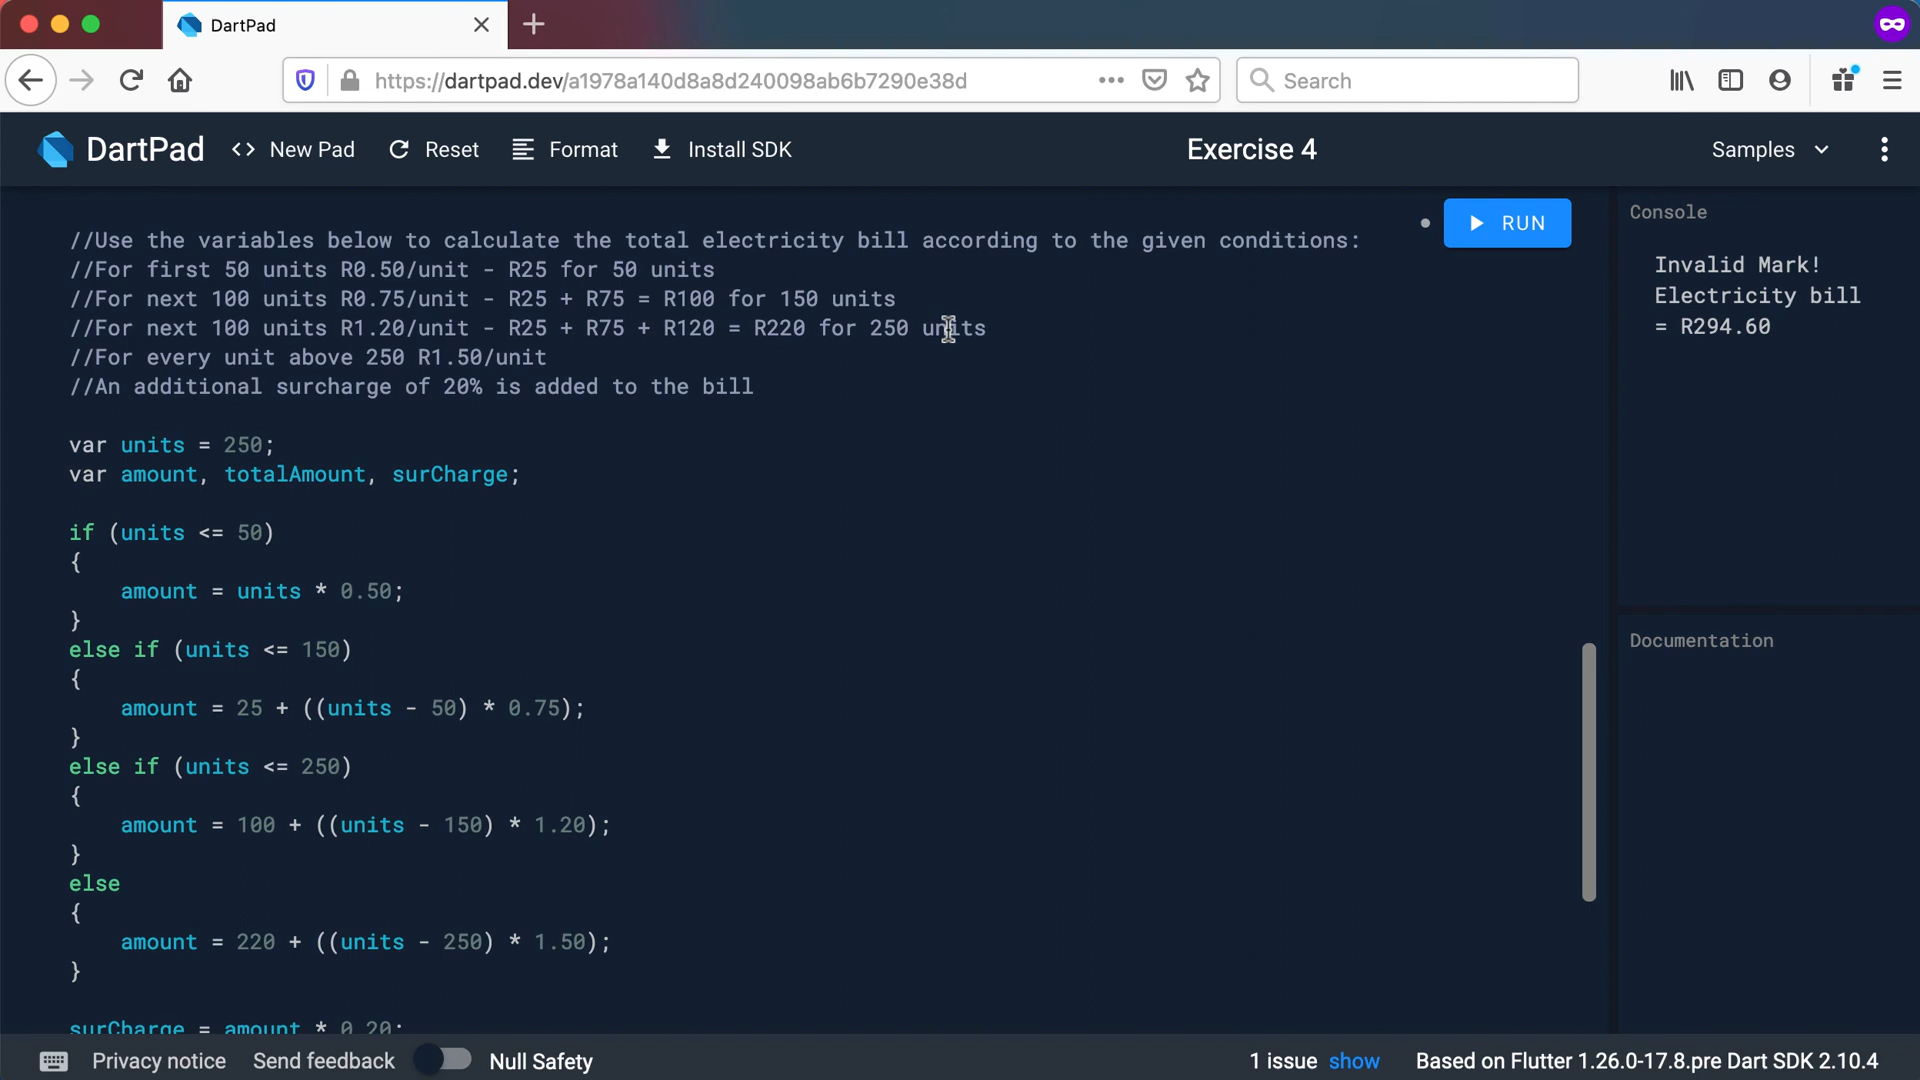 DartPad
https://dartpad.dev/a1978a140d8a8d240098ab6b7290e38d
Search
DartPad
New Pad
Reset
Format
Install SDK
Exercise 4
Samples
//Use the variables below to calculate the total electricity bill according to the given conditions:
//For first 50 units R0.50/unit - R25 for 50 units
//For next 100 units R0.75/unit - R25 + R75 = R100 for 150 units
//For next 100 units R1.20/unit - R25 + R75 + R120 = R220 for 250 units
//For every unit above 250 R1.50/unit
//An additional surcharge of 20% is added to the bill
var units = 250;
var amount, totalAmount, surCharge;
if (units <= 50)
{
amount = units * 0.50;
}
else if (units <= 150)
{
amount = 25 + ((units - 50) * 0.75);
}
else if (units <= 250)
{
amount = 100 + ((units - 150) * 1.20);
}
else
{
amount = 220 + ((units - 250) * 1.50);
}
surCharge = amount * 0.20;
RUN
Console
Invalid Mark!
Electricity bill
= R294.60
Documentation
Privacy notice
Send feedback
Null Safety
1 issue show
Based on Flutter 1.26.0-17.8.pre Dart SDK 2.10.4